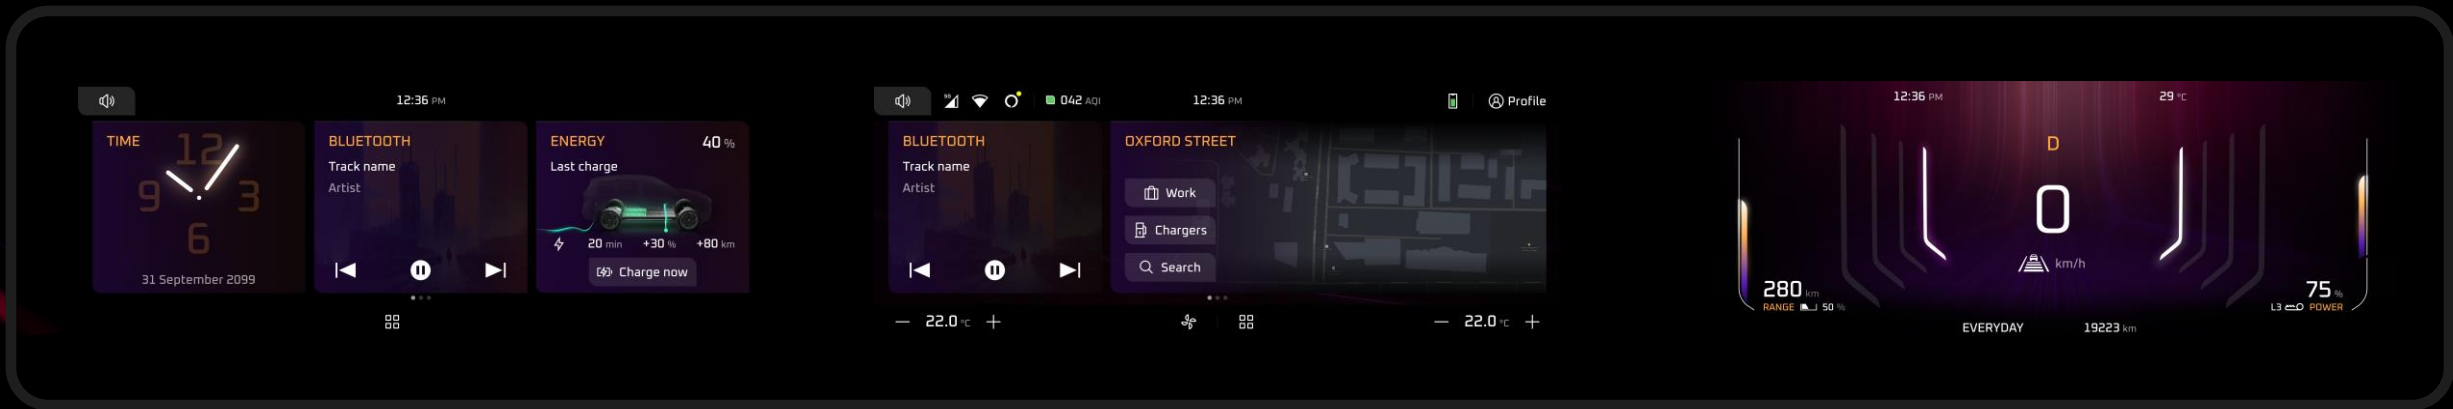 12:36 PM
TIME
12
9
3
6
31 September 2099
BLUETOOTH
Track name
Artist
ENERGY
40 %
Last charge
20 min +30 % +80 km
Charge now
042 AQI
12:36 PM
Profile
BLUETOOTH
Track name
Artist
OXFORD STREET
Work
Chargers
Search
22.0 °C
22.0 °C
12:36 PM
29 °C
D
0
km/h
280 km
RANGE 50 %
75 %
L3 POWER
EVERYDAY
19223 km